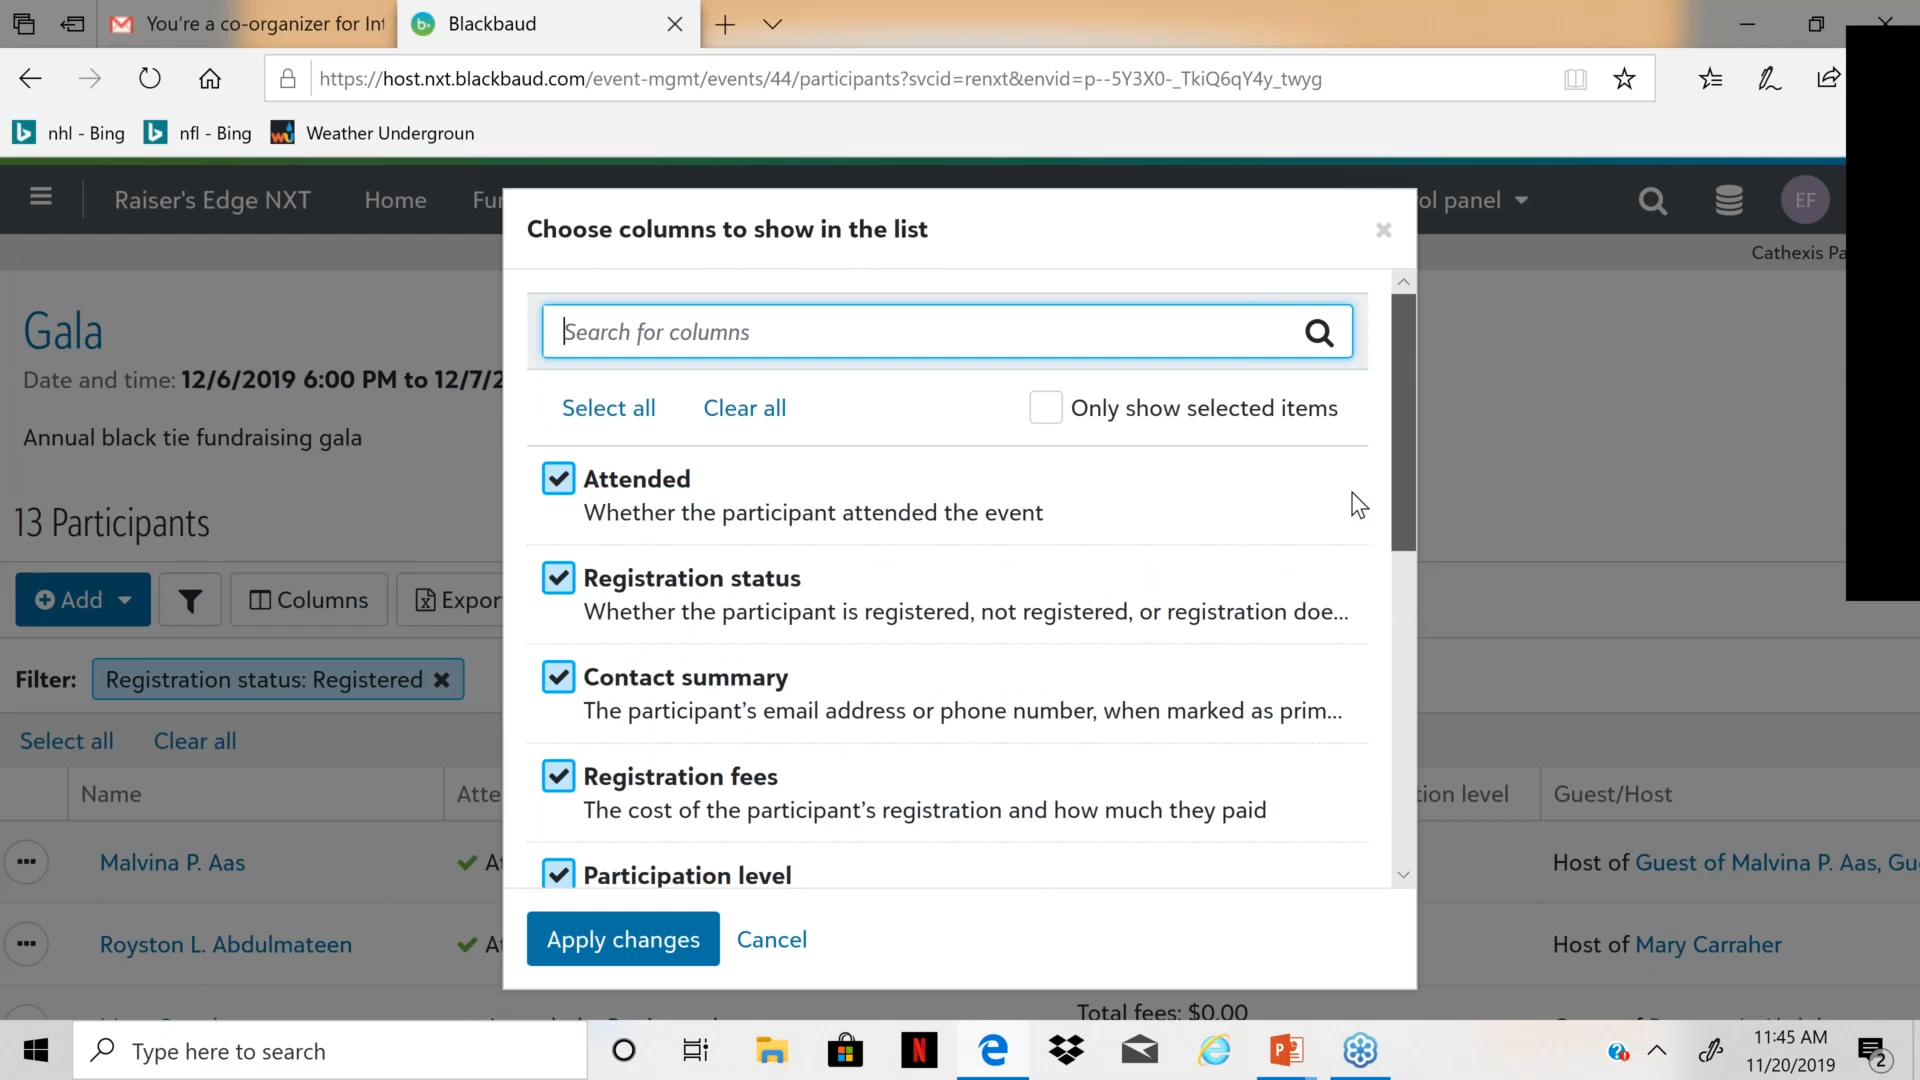 You're a co-organizer for Int
Blackbaud
https://host.nxt.blackbaud.com/event-mgmt/events/44/participants?svcid=renxt&envid=p--5Y3X0-_TkiQ6qY4y_twyg
nhl - Bing
nfl - Bing
Weather Undergroun
Raiser's Edge NXT
Home
Fu
ol panel
EF
Cathexis Pa
Choose columns to show in the list
Search for columns
Select all
Clear all
Only show selected items
Attended
Whether the participant attended the event
Registration status
Whether the participant is registered, not registered, or registration doe...
Contact summary
The participant's email address or phone number, when marked as prim...
Registration fees
The cost of the participant's registration and how much they paid
Participation level
Apply changes
Cancel
Gala
Date and time: 12/6/2019 6:00 PM to 12/7/2
Annual black tie fundraising gala
13 Participants
Add
Columns
Expor
Filter:
Registration status: Registered
Select all
Clear all
Name
Atte
ion level
Guest/Host
Malvina P. Aas
Host of Guest of Malvina P. Aas, Gu
Royston L. Abdulmateen
Host of Mary Carraher
Total fees: $0.00
Type here to search
11:45 AM
11/20/2019
2